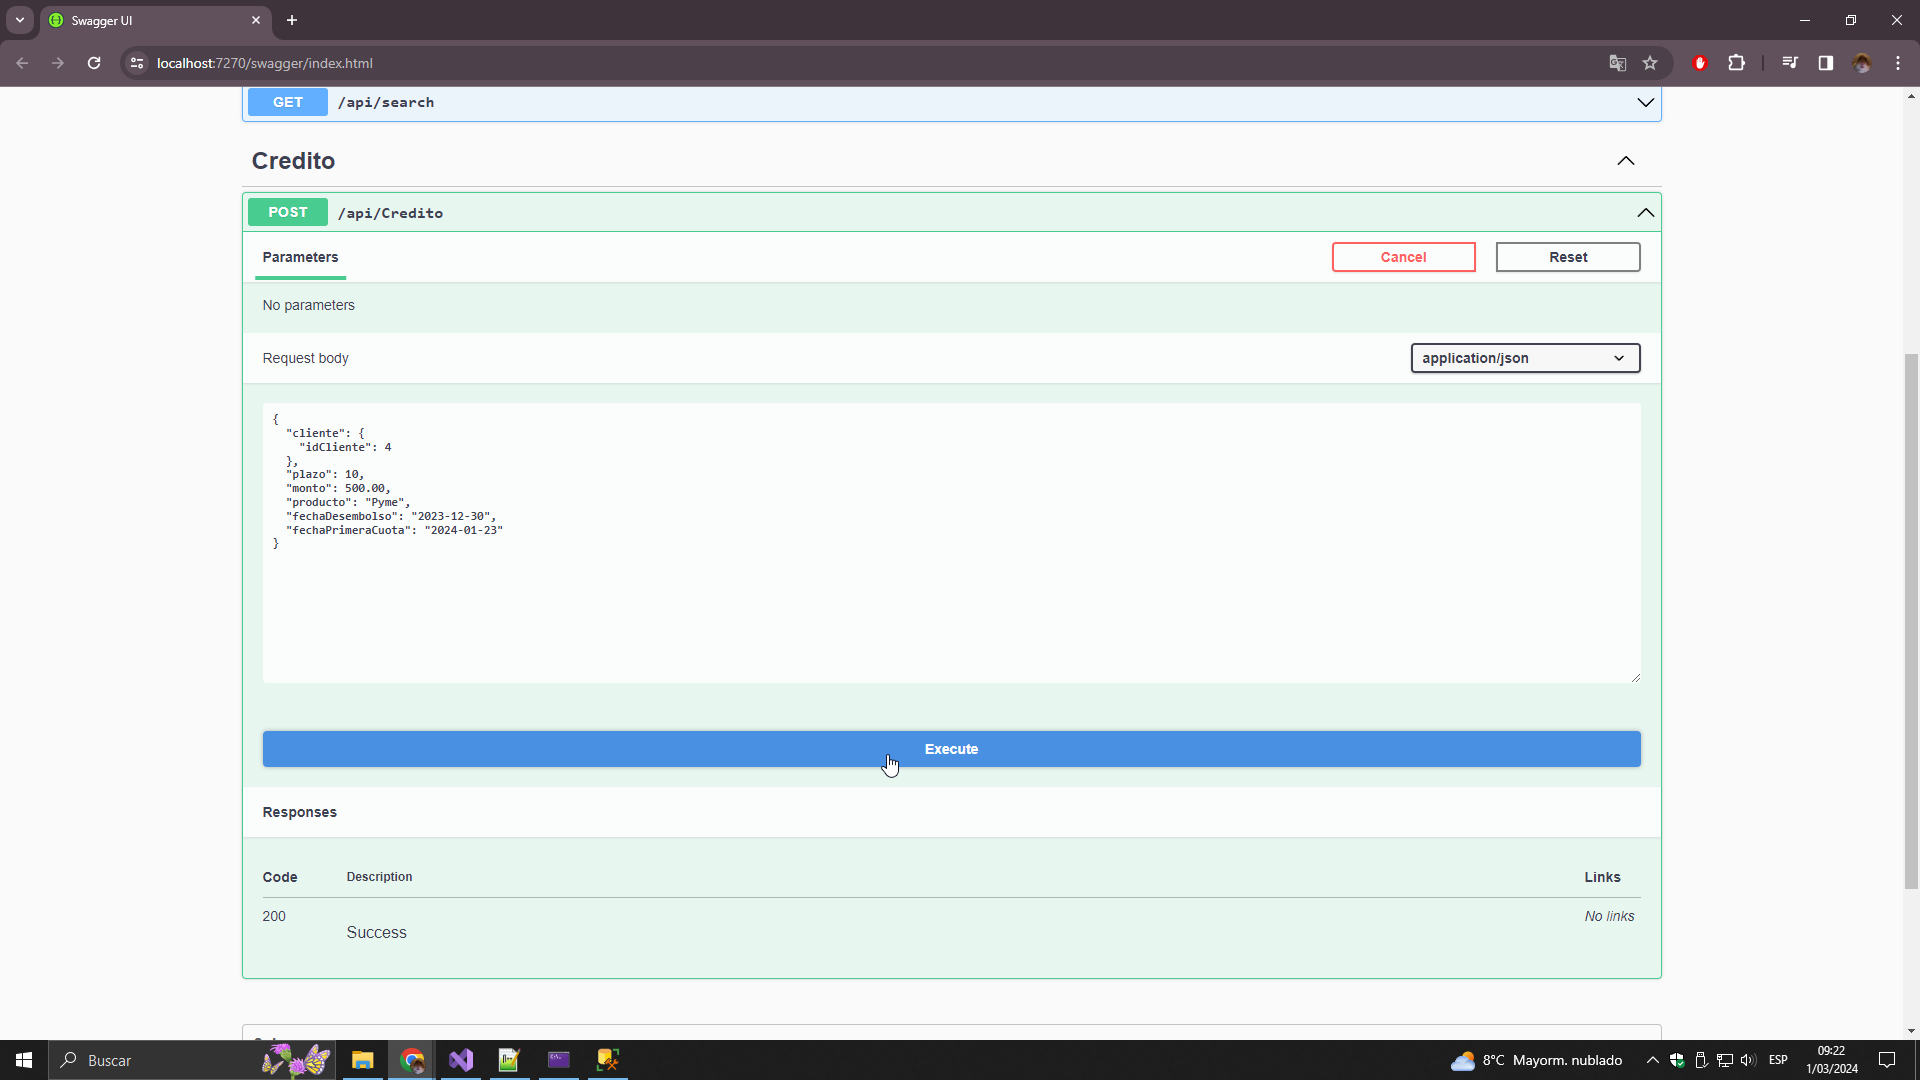 Swagger UI
localhost:7270/swagger/index.html
GET /api/search
Credito
POST /api/Credito
Parameters
Cancel
Reset
No parameters
Request body
application/json
{
  "cliente": {
    "idCliente": 4
  },
  "plazo": 10,
  "monto": 500.00,
  "producto": "Pyme",
  "fechaDesembolso": "2023-12-30",
  "fechaPrimeraCuota": "2024-01-23"
}
Execute
Responses
Code Description Links
200 Success No links
Buscar
8°C Mayorm. nublado
ESP
09:22
1/03/2024